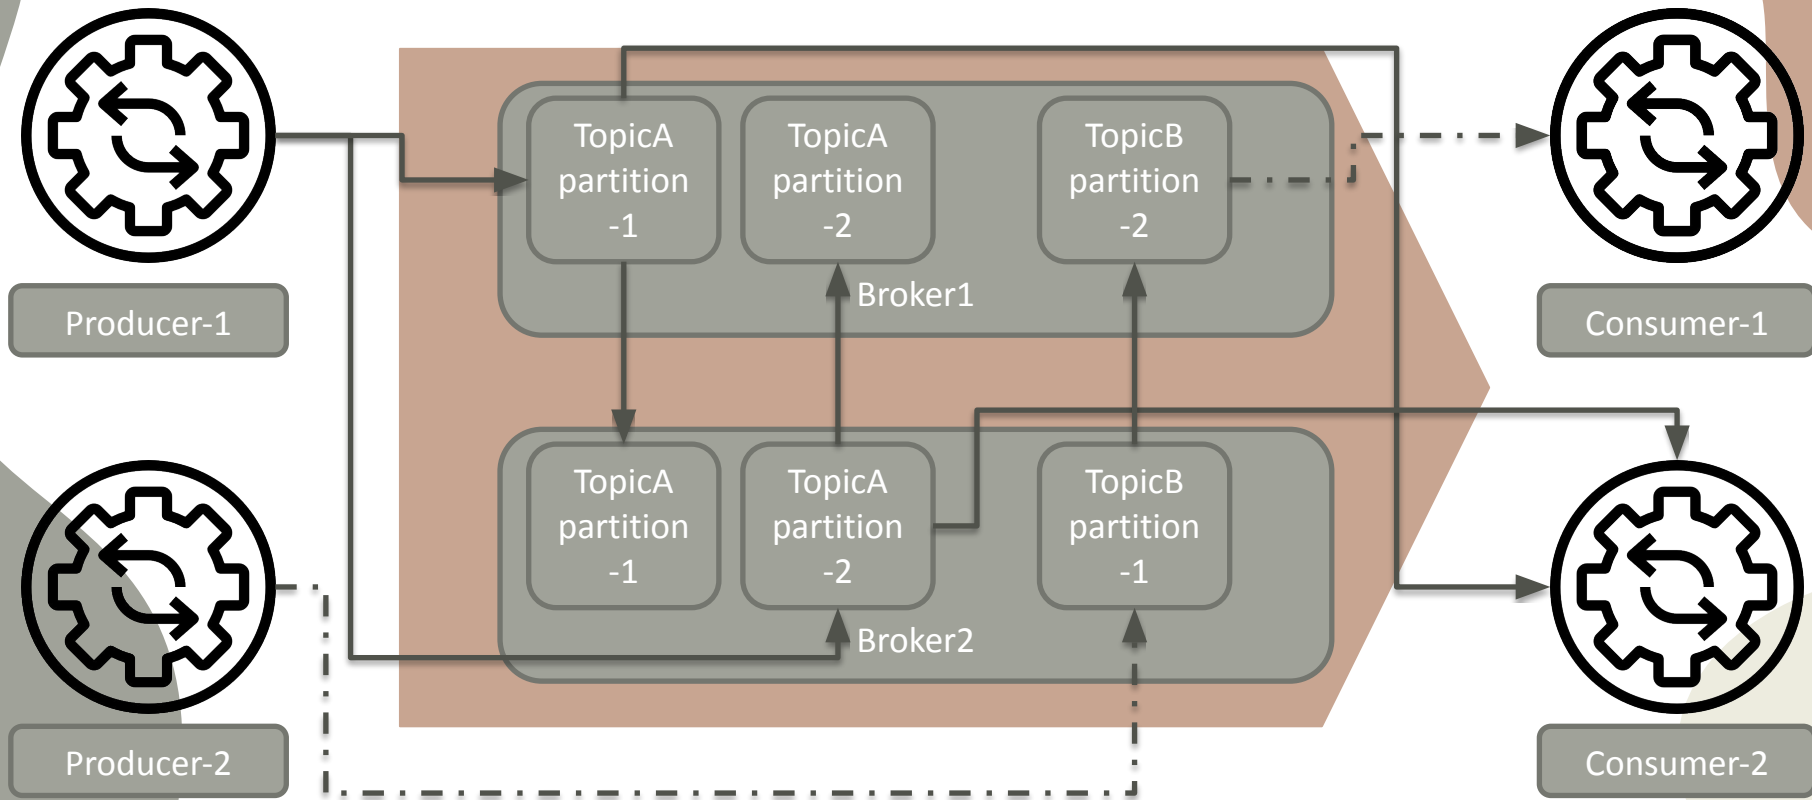 TopicA
partition
-1
TopicA
partition
-2
TopicB
partition
-2
Broker1
Producer-1
Consumer-1
TopicA
partition
-1
TopicA
partition
-2
TopicB
partition
-1
Broker2
Producer-2
Consumer-2